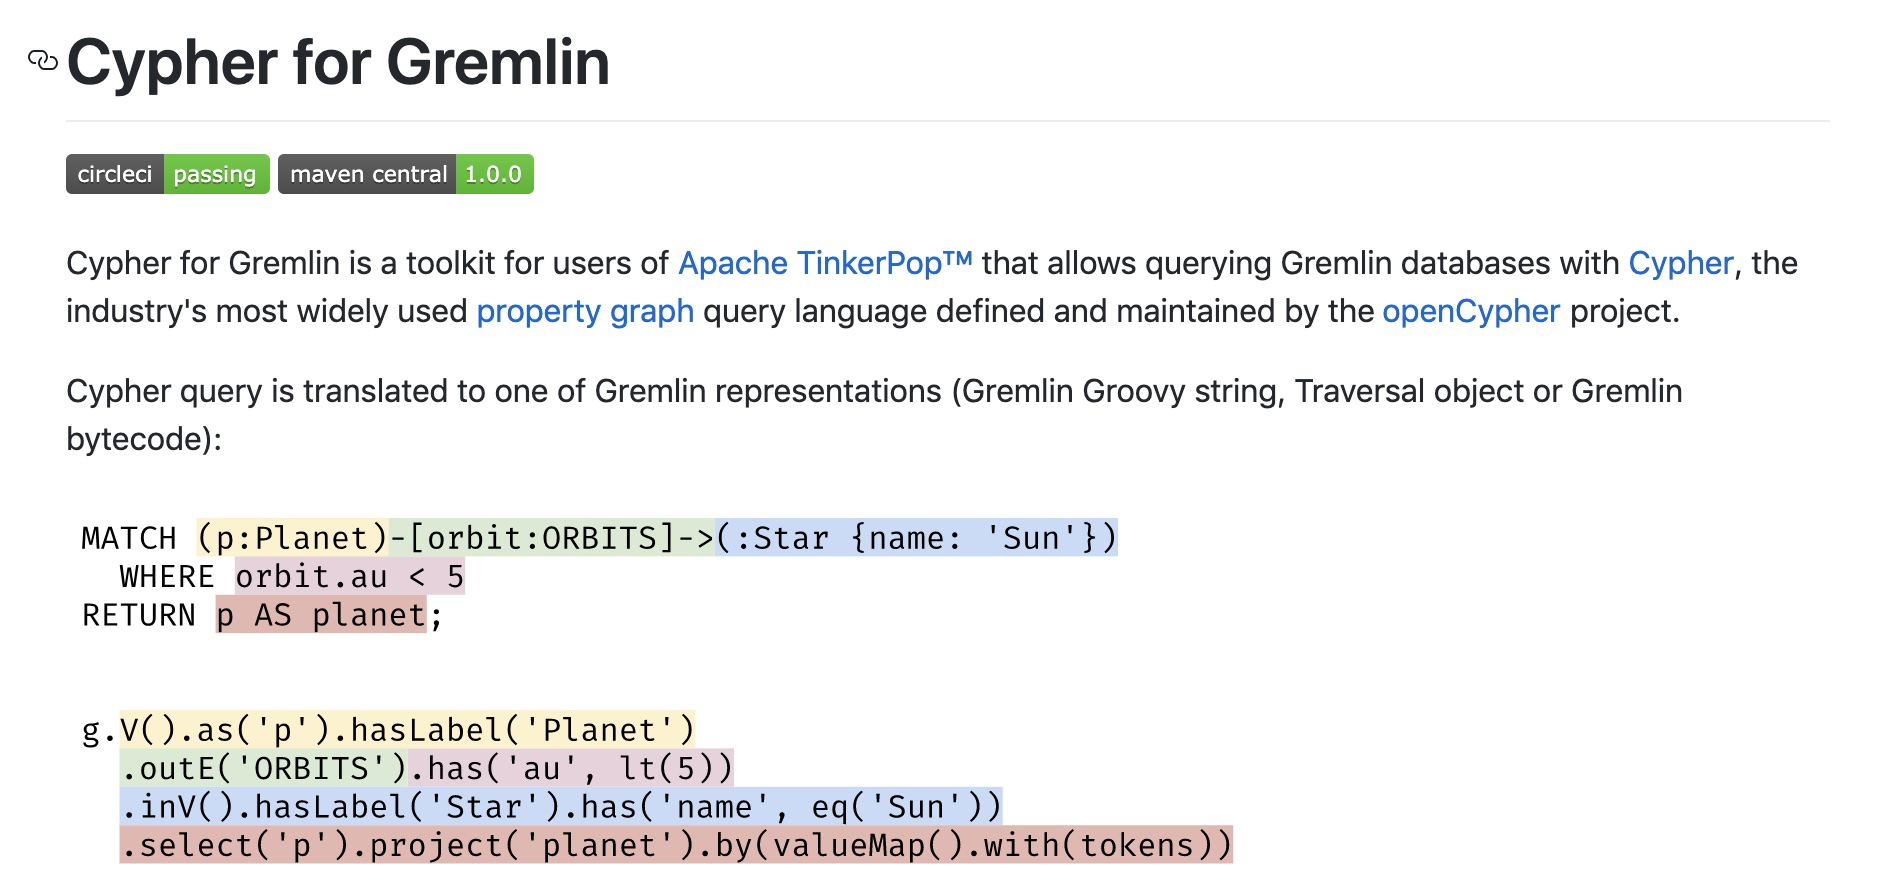 Cypher for Gremlin
circleci passing maven central 1.0.0
Cypher for Gremlin is a toolkit for users of Apache TinkerPop™ that allows querying Gremlin databases with Cypher, the
industry's most widely used property graph query language defined and maintained by the openCypher project.
Cypher query is translated to one of Gremlin representations (Gremlin Groovy string, Traversal object or Gremlin
bytecode):
MATCH (p:Planet)-[orbit:ORBITS]->(:Star {name: 'Sun'})
  WHERE orbit.au < 5
RETURN p AS planet;
g.V().as('p').hasLabel('Planet')
  .outE('ORBITS').has('au', lt(5))
  .inV().hasLabel('Star').has('name', eq('Sun'))
  .select('p').project('planet').by(valueMap().with(tokens))